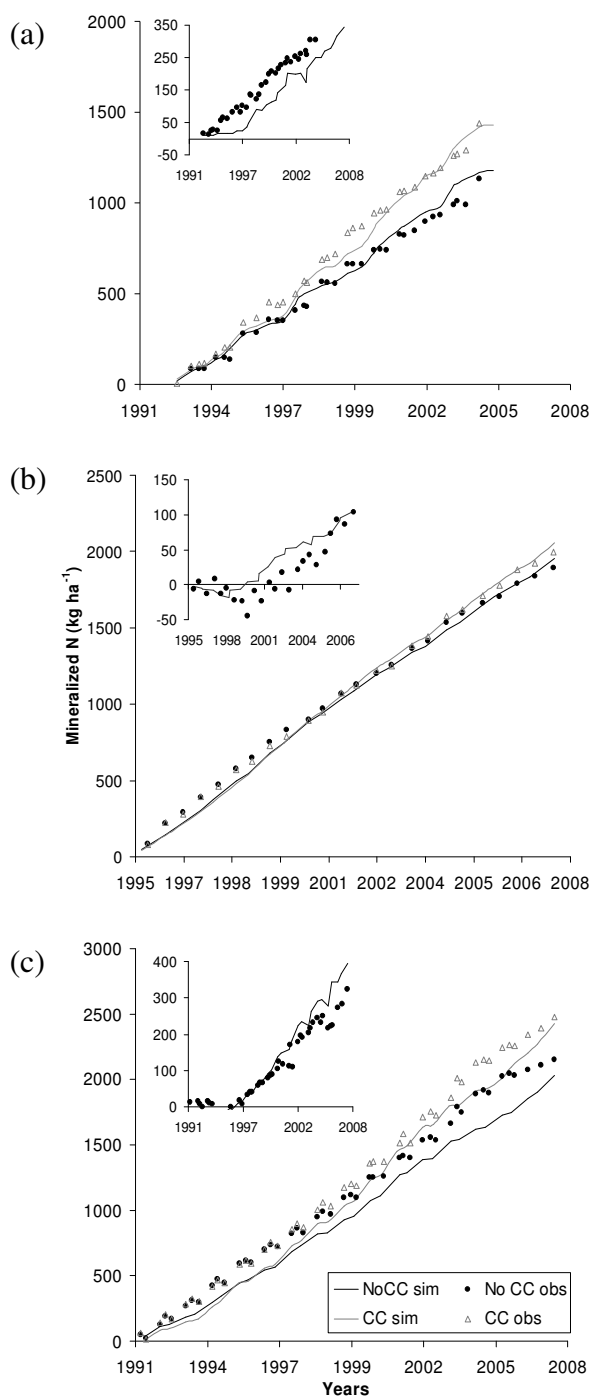 (a)
2000
1500
1000
500
0
1991 1994 1997 1999 2002 2005 2008
350
250
150
50
-50
1991 1997 2002 2008
(b)
2500
2000
1500
1000
500
0
1995 1997 1998 1999 2001 2002 2004 2005 2006 2008
150
100
50
0
-50
1995 1998 2001 2004 2006
Mineralized N (kg ha-1)
(c)
3000
2500
2000
1500
1000
500
0
1991 1994 1997 1999 2002 2005 2008
400
300
200
100
0
1991 1997 2002 2008
NoCC sim No CC obs
CC sim CC obs
Years